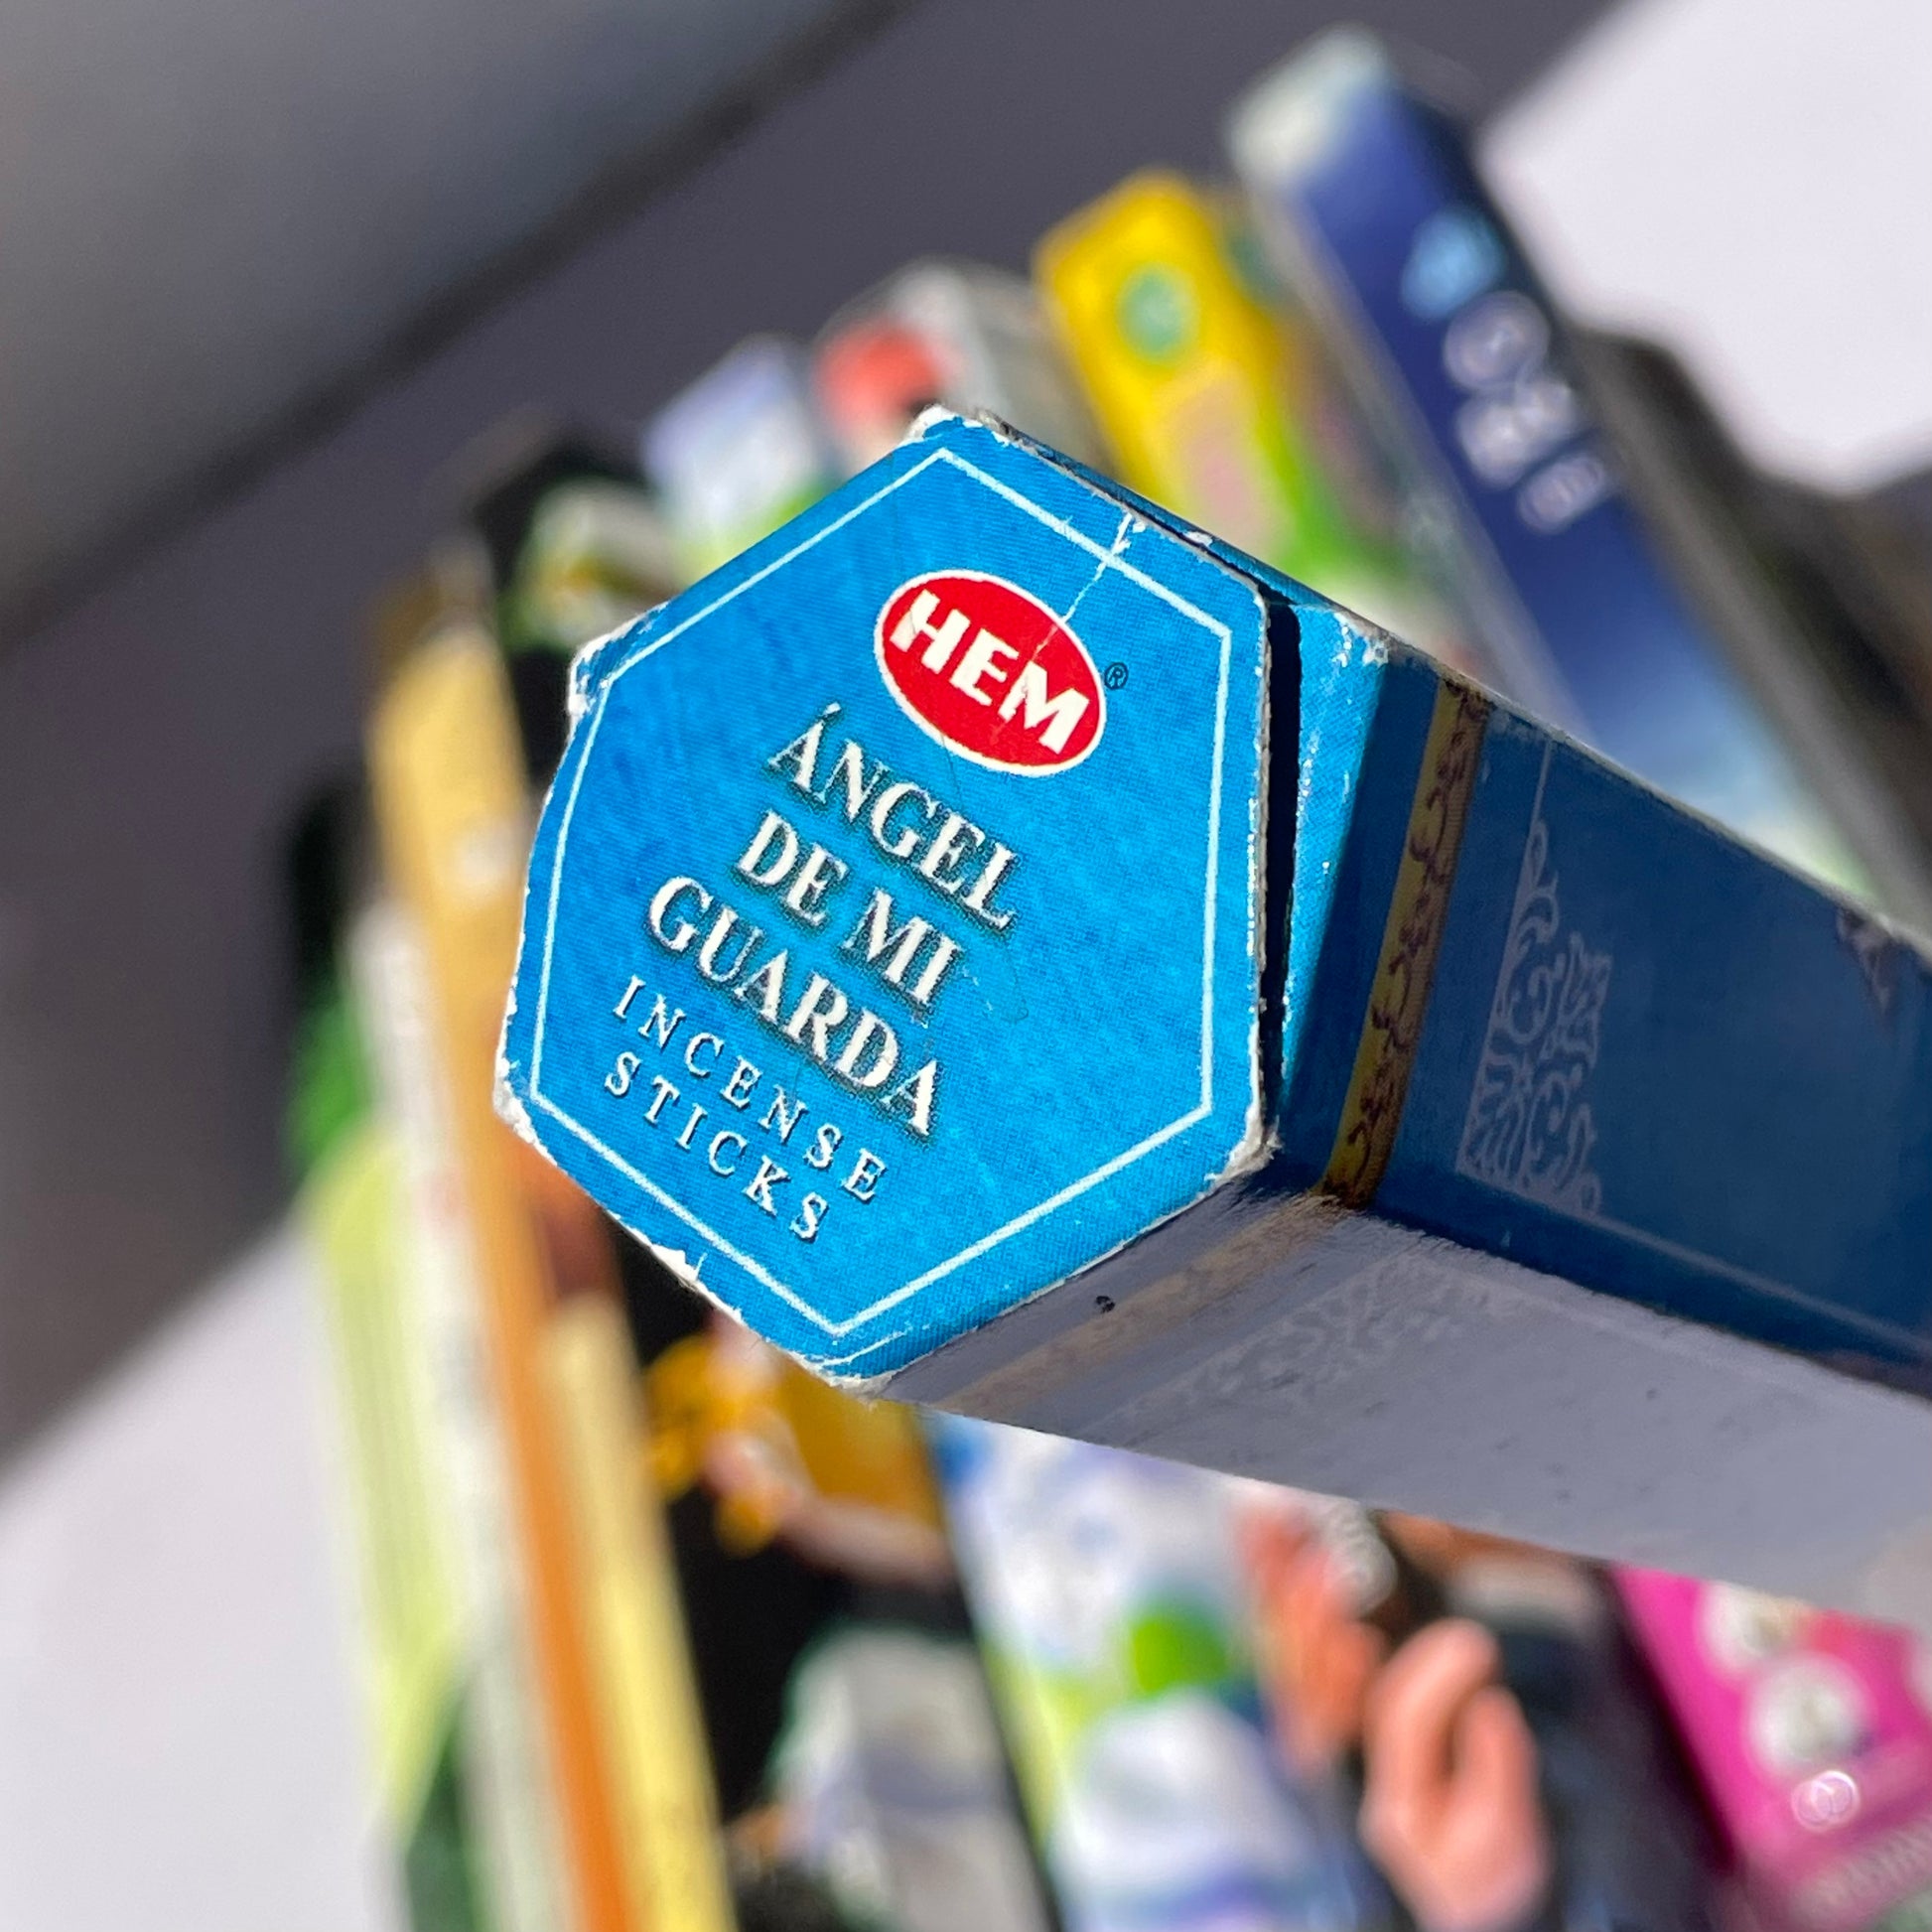 HEM®
ÁNGEL
DE MI
GUARDA
INCENSE
STICKS